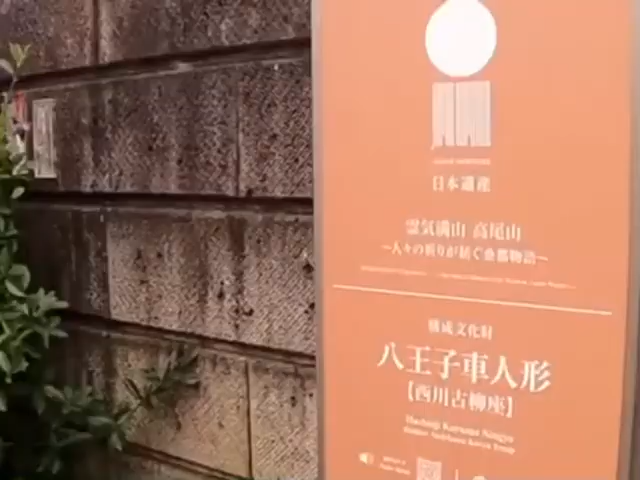 日本遺産
霊気満山 高尾山
〜人々の祈りが紡ぐ桑都物語〜
構成文化財
八王子車人形
【西川古柳座】
Hachioji Kuruma Ningyo